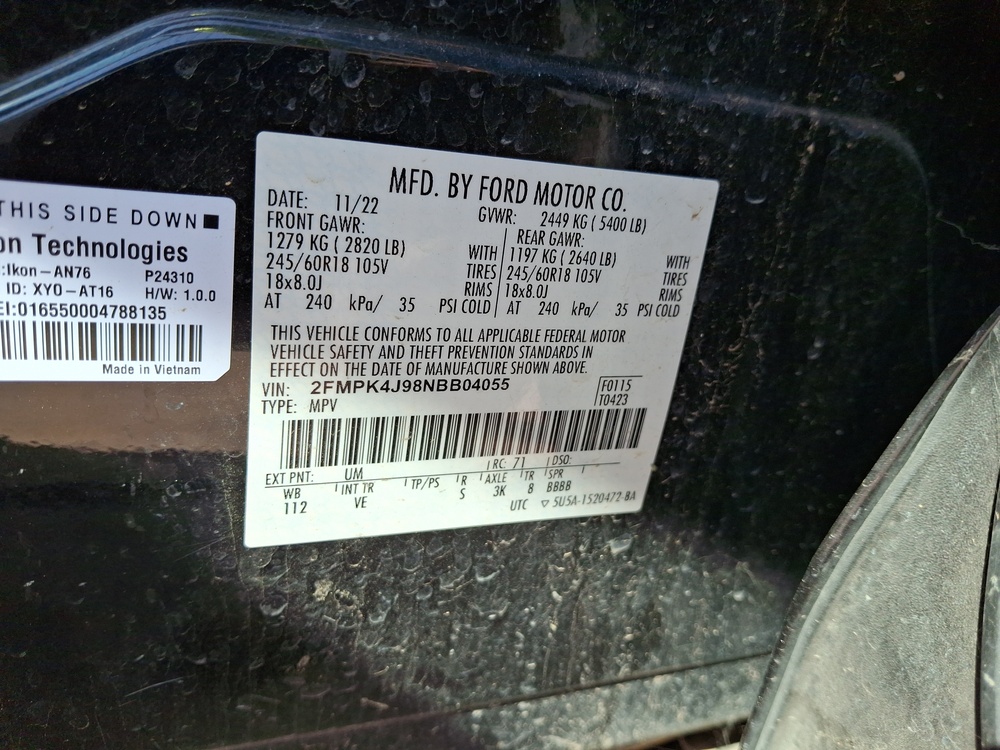 THIS SIDE DOWN
on Technologies
:Ikon-AN76 P24310
ID: XYO-AT16 H/W: 1.0.0
EI:016550004788135
Made in Vietnam
MFD. BY FORD MOTOR CO.
DATE: 11/22 GVWR: 2449 KG ( 5400 LB)
FRONT GAWR: REAR GAWR:
1279 KG ( 2820 LB) WITH 1197 KG ( 2640 LB) WITH
245/60R18 105V TIRES 245/60R18 105V TIRES
18x8.0J RIMS 18x8.0J RIMS
AT 240 kPa/ 35 PSI COLD AT 240 kPa/ 35 PSI COLD
THIS VEHICLE CONFORMS TO ALL APPLICABLE FEDERAL MOTOR
VEHICLE SAFETY AND THEFT PREVENTION STANDARDS IN
EFFECT ON THE DATE OF MANUFACTURE SHOWN ABOVE.
VIN: 2FMPK4J98NBB04055 F0115
TYPE: MPV T0423
EXT PNT: UM RC: 71 DSO:
WB INT TR TP/PS R AXLE TR SPR
112 VE S 3K 8 BBBB
UTC ▽ 5U5A-1520472-BA